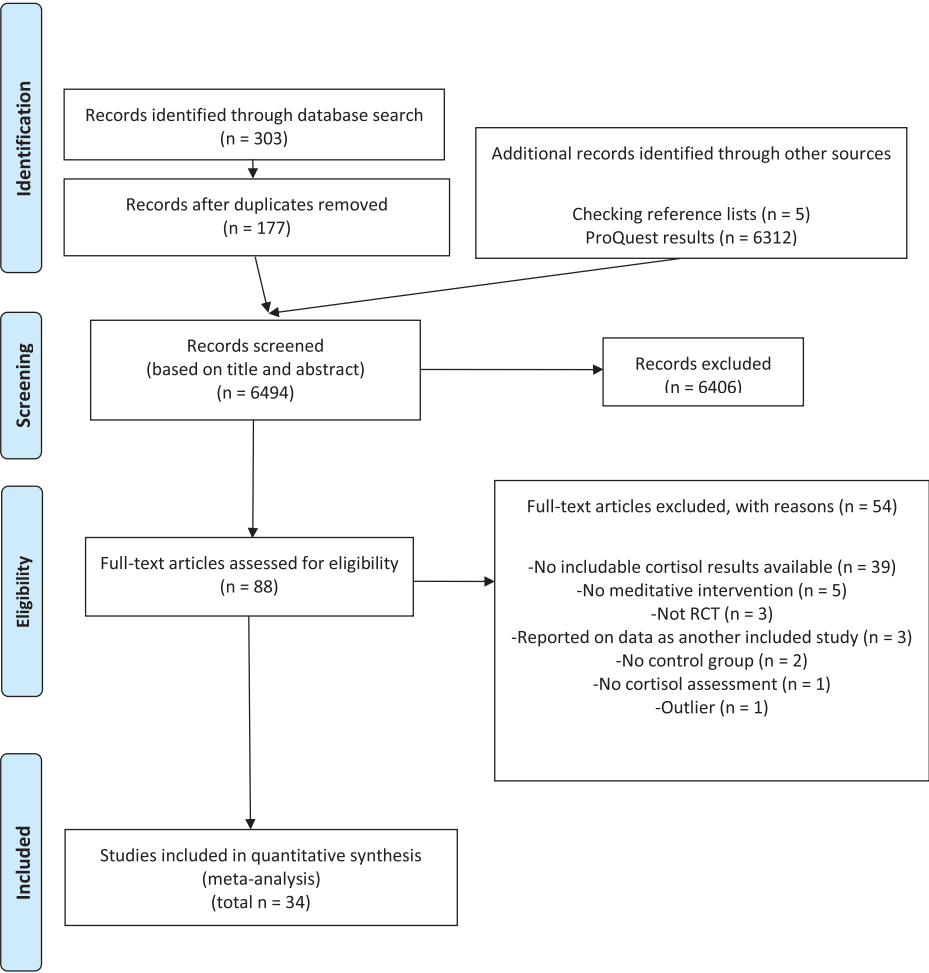 Identification
Records identified through database search
(n = 303)
Records after duplicates removed
(n = 177)
Additional records identified through other sources
Checking reference lists (n = 5)
ProQuest results (n = 6312)
Screening
Records screened
(based on title and abstract)
(n = 6494)
Records excluded
(n = 6406)
Eligibility
Full-text articles assessed for eligibility
(n = 88)
Full-text articles excluded, with reasons (n = 54)
-No includable cortisol results available (n = 39)
-No meditative intervention (n = 5)
-Not RCT (n = 3)
-Reported on data as another included study (n = 3)
-No control group (n = 2)
-No cortisol assessment (n = 1)
-Outlier (n = 1)
Included
Studies included in quantitative synthesis
(meta-analysis)
(total n = 34)